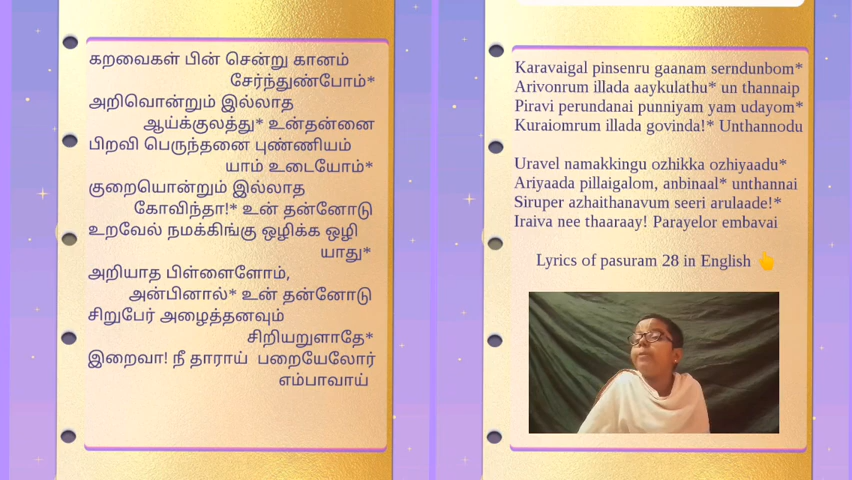 கறவைகள் பின் சென்று கானம்
சேர்ந்துண்போம்*
அறிவொன்றும் இல்லாத
ஆய்க்குலத்து* உன்தன்னை
பிறவி பெருந்தனை புண்ணியம்
யாம் உடையோம்*
குறையொன்றும் இல்லாத
கோவிந்தா!* உன் தன்னோடு
உறவேல் நமக்கிங்கு ஒழிக்க ஒழி
யாது*
அறியாத பிள்ளைளோம்,
அன்பினால்* உன் தன்னோடு
சிறுபேர் அழைத்தனவும்
சிறியறுளாதே*
இறைவா! நீ தாராய் பறையேலோர்
எம்பாவாய்
Karavaigal pinsenru gaanam serndunbom*
Arivonrum illada aaykulathu* un thannaip
Piravi perundanai punniyam yam udayom*
Kuraiomrum illada govinda!* Unthannodu
Uravel namakkingu ozhikka ozhiyaadu*
Ariyaada pillaigalom, anbinaal* unthannai
Siruper azhaithanavum seeri arulaade!*
Iraiva nee thaaraay! Parayelor embavai
Lyrics of pasuram 28 in English 👆